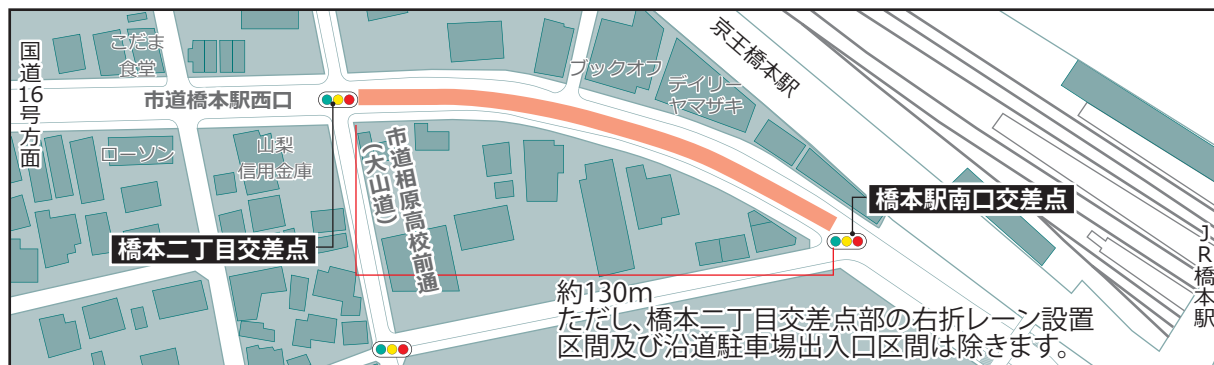 国道16号方面
こだま
食堂
市道橋本駅西口
ローソン
山梨
信用金庫
橋本二丁目交差点
市道相原高校前通
（大山道）
ブックオフ
デイリー
ヤマザキ
京王橋本駅
橋本駅南口交差点
JR橋本駅
約130m
ただし、橋本二丁目交差点部の右折レーン設置
区間及び沿道駐車場出入口区間は除きます。